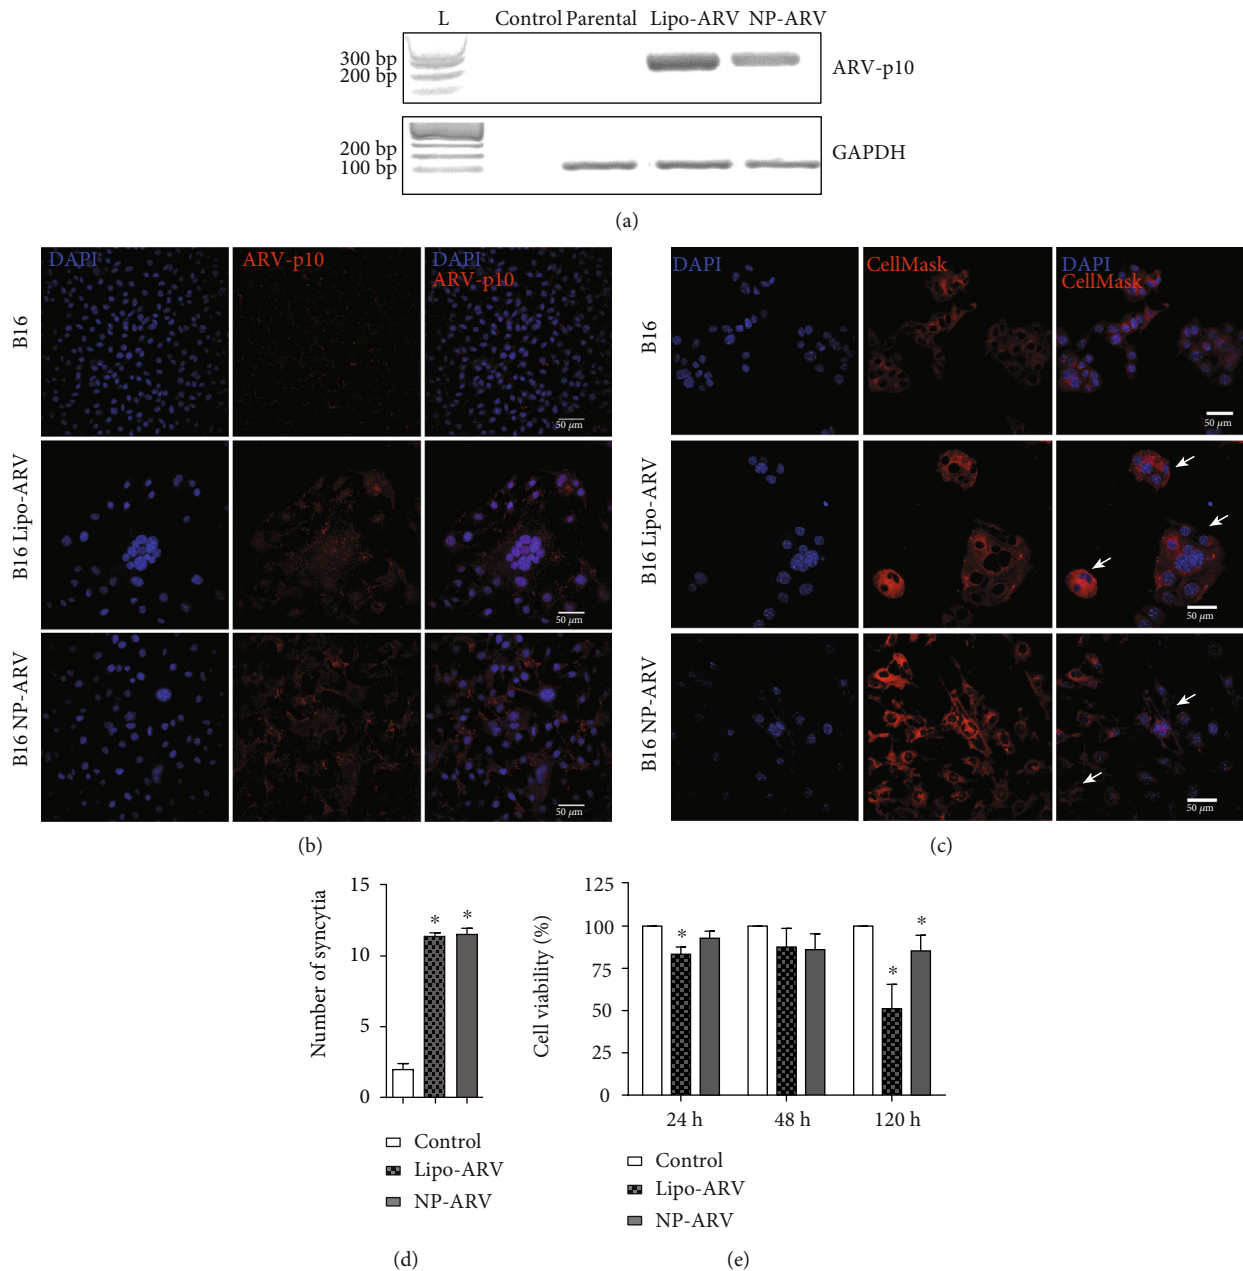 L Control Parental Lipo-ARV NP-ARV
300 bp
200 bp
ARV-p10
200 bp
100 bp
GAPDH
(a)
DAPI ARV-p10 DAPI
ARV-p10
B16
50 μm
B16 Lipo-ARV
50 μm
B16 NP-ARV
50 μm
(b)
DAPI CellMask DAPI
CellMask
B16
50 μm
B16 Lipo-ARV
50 μm
B16 NP-ARV
50 μm
(c)
Number of syncytia
15
10
5
0
* *
Control
Lipo-ARV
NP-ARV
(d)
Cell viability (%)
125
100
75
50
25
0
* * *
24 h 48 h 120 h
Control
Lipo-ARV
NP-ARV
(e)